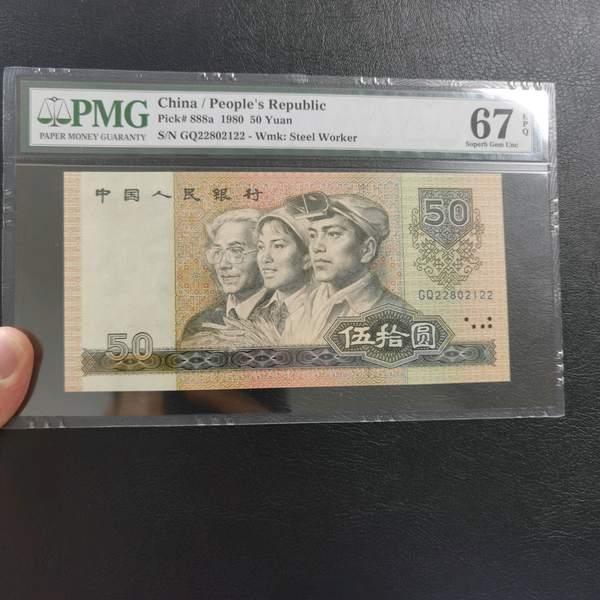 PMG
PAPER MONEY GUARANTY
China / People's Republic
Pick# 888a 1980 50 Yuan
S/N GQ22802122 - Wmk: Steel Worker
67 EPQ
Superb Gem Unc
中国人民银行
50
GQ22802122
50
伍拾圆